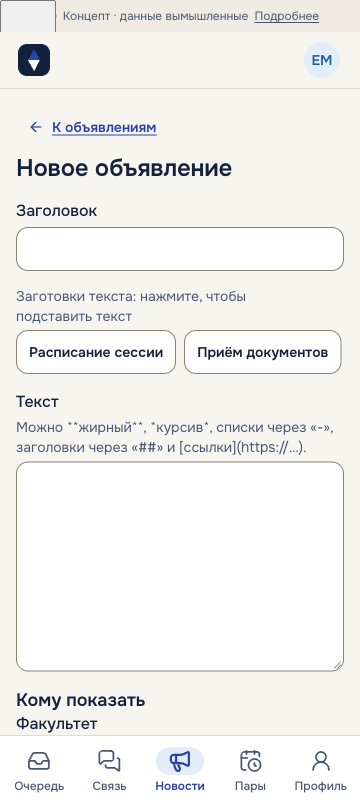 Концепт · данные вымышленные Подробнее
ЕМ
К объявлениям
Новое объявление
Заголовок
Заготовки текста: нажмите, чтобы
подставить текст
Расписание сессии
Приём документов
Текст
Можно **жирный**, *курсив*, списки через «-»,
заголовки через «##» и [ссылки](https://...).
Кому показать
Факультет
Очередь
Связь
Новости
Пары
Профиль